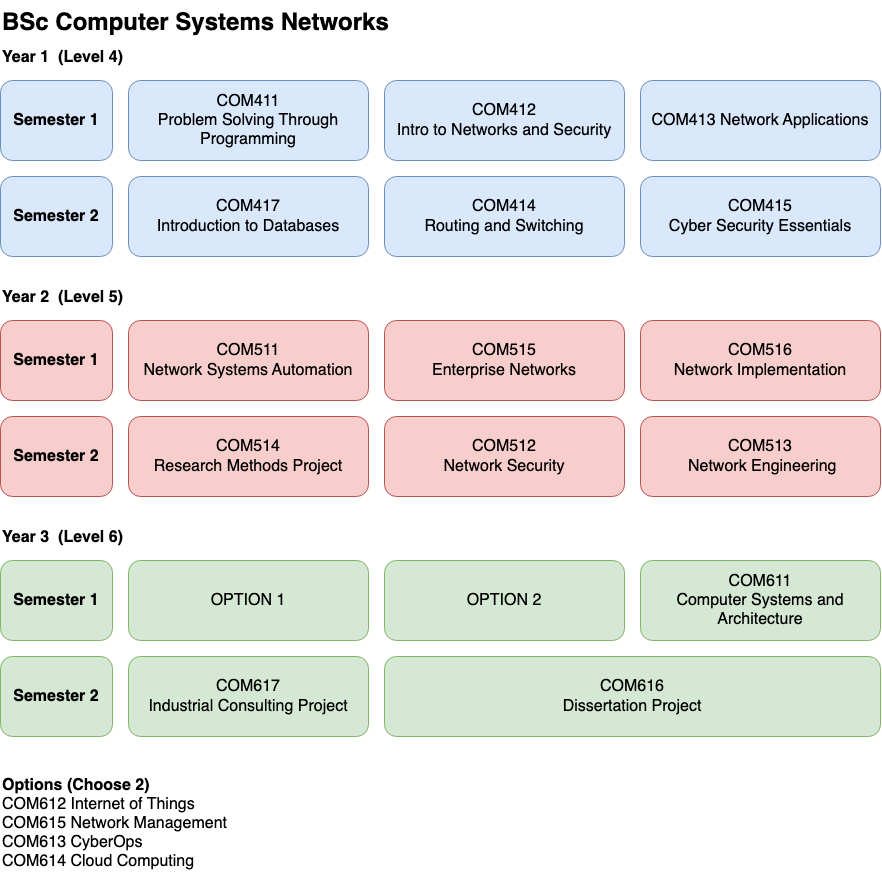 BSc Computer Systems Networks
Year 1 (Level 4)
Semester 1
COM411
Problem Solving Through
Programming
COM412
Intro to Networks and Security
COM413 Network Applications
Semester 2
COM417
Introduction to Databases
COM414
Routing and Switching
COM415
Cyber Security Essentials
Year 2 (Level 5)
Semester 1
COM511
Network Systems Automation
COM515
Enterprise Networks
COM516
Network Implementation
Semester 2
COM514
Research Methods Project
COM512
Network Security
COM513
Network Engineering
Year 3 (Level 6)
Semester 1
OPTION 1
OPTION 2
COM611
Computer Systems and
Architecture
Semester 2
COM617
Industrial Consulting Project
COM616
Dissertation Project
Options (Choose 2)
COM612 Internet of Things
COM615 Network Management
COM613 CyberOps
COM614 Cloud Computing